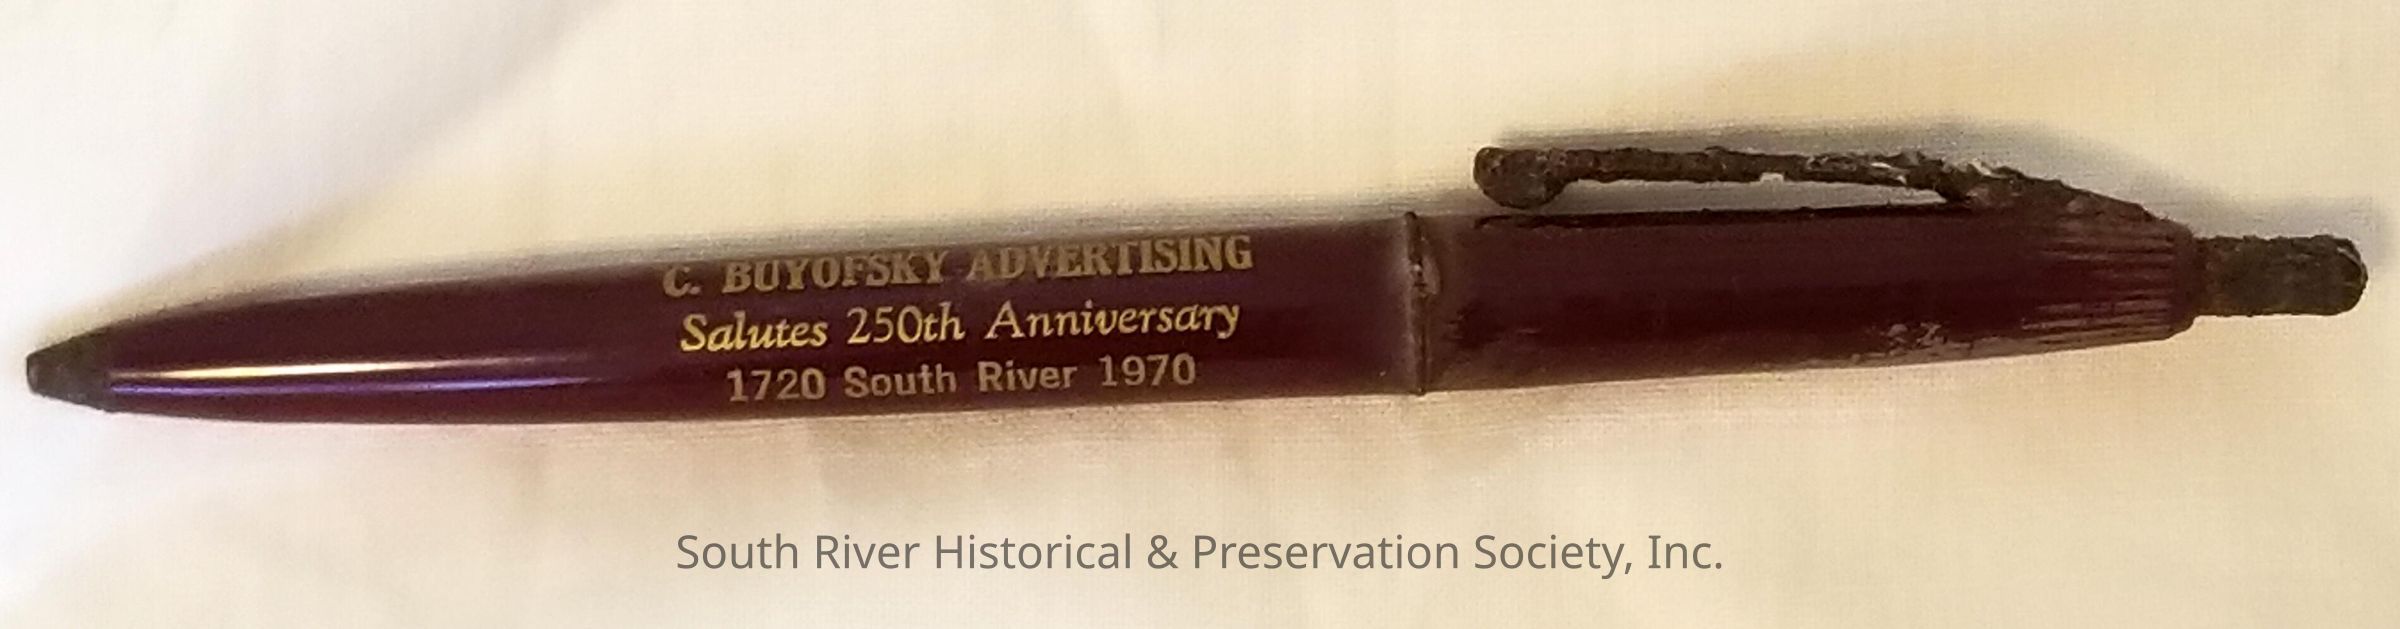 C. BUYOFSKY ADVERTISING
Salutes 250th Anniversary
1720 South River 1970
South River Historical & Preservation Society, Inc.